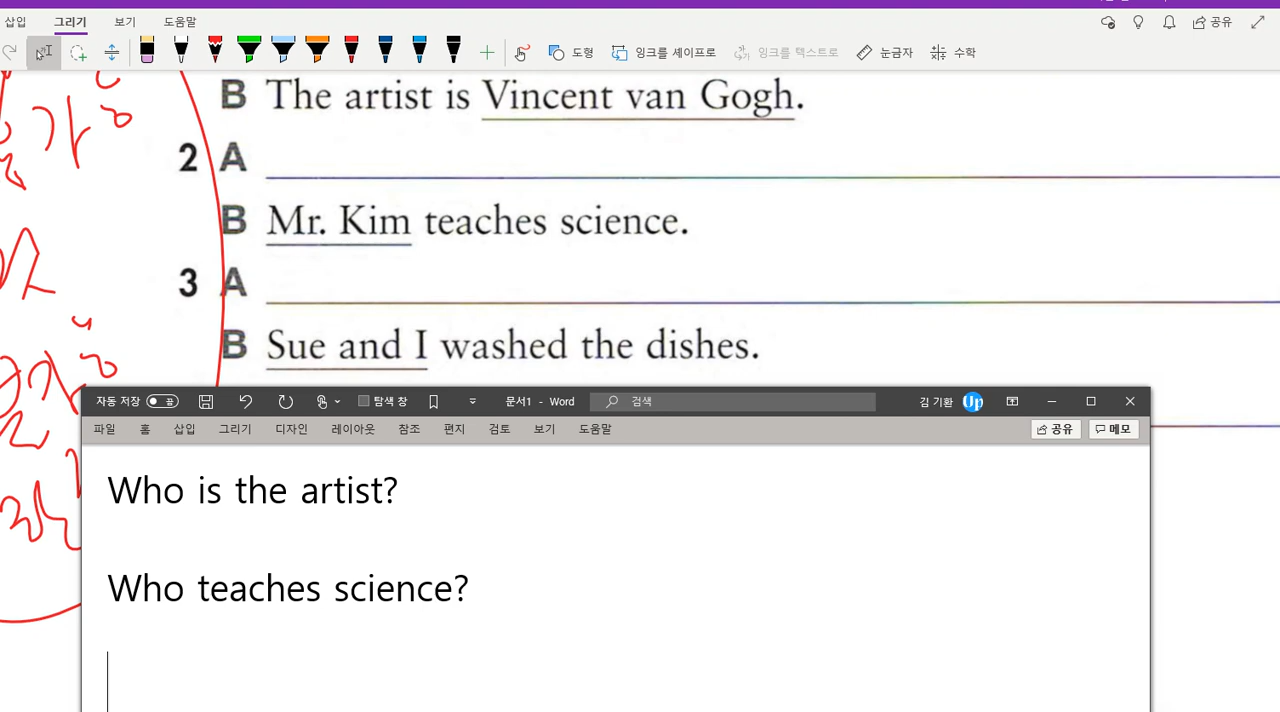 삽입 그리기 보기 도움말 공유
도형 잉크를 셰이프로 잉크를 텍스트로 눈금자 수학
B The artist is Vincent van Gogh.
2 A
B Mr. Kim teaches science.
3 A
B Sue and I washed the dishes.
자동 저장 끔 탐색 창 문서1 - Word 검색 김 기환 Up
파일 홈 삽입 그리기 디자인 레이아웃 참조 편지 검토 보기 도움말 공유 메모
Who is the artist?
Who teaches science?